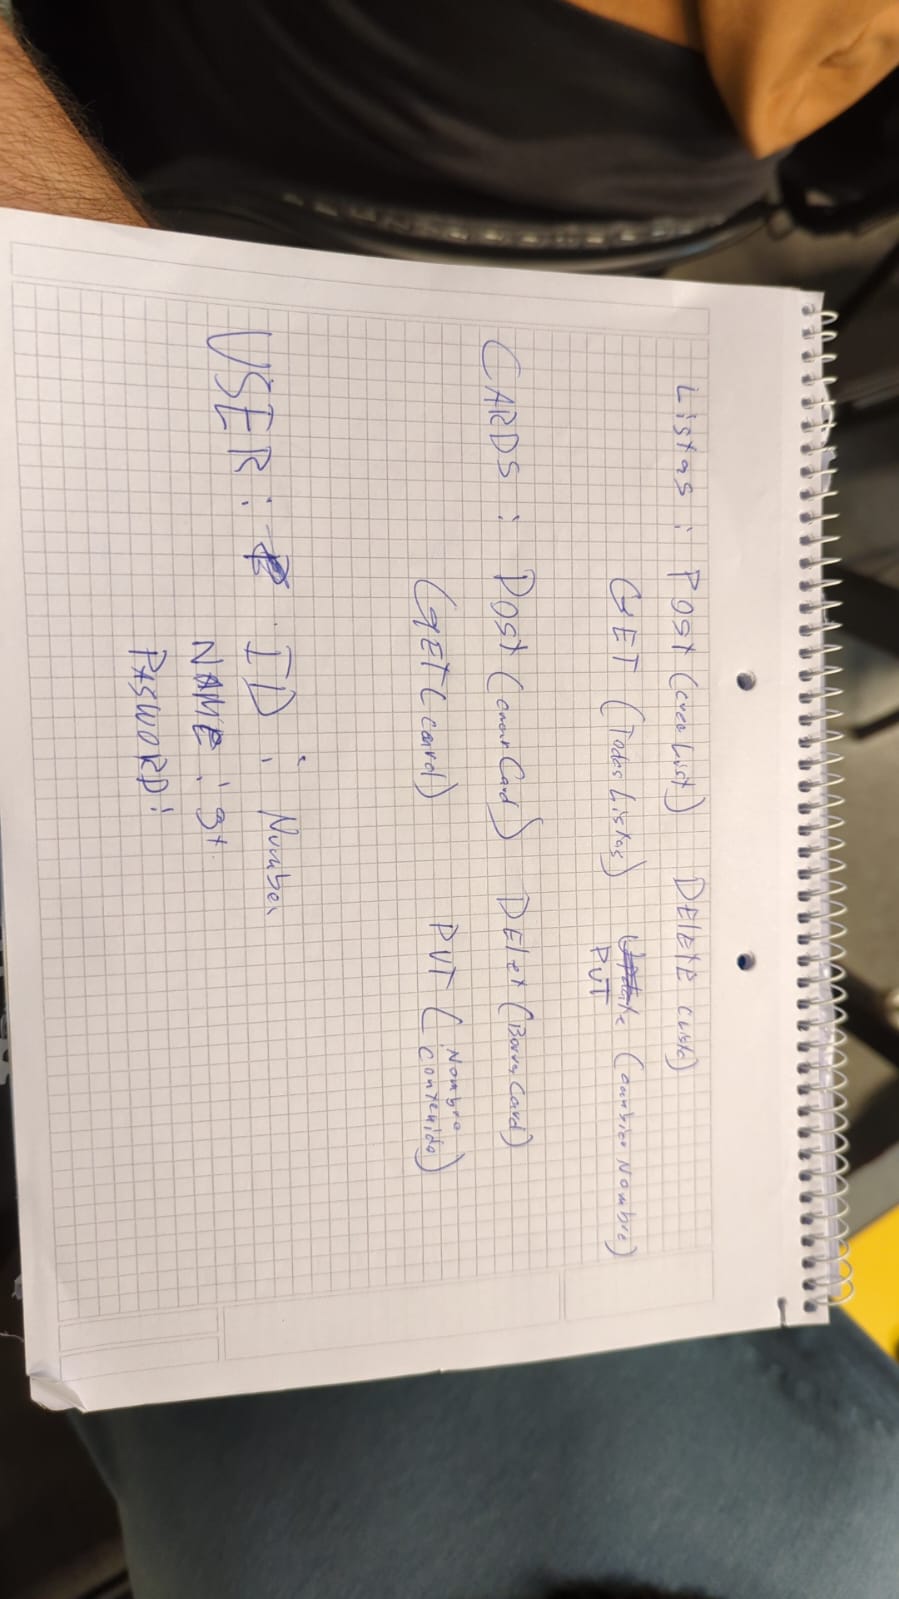 Listas : Post (crea List) DELETE (Lista)
GET (Todas Listas) Update (cambiar Nombre)
PUT
CARDS : Post (crear Card) Delet (Borra Card)
GET (card) PUT ( Nombre
contenido)
USER : ID : Number
NAME : st.
PASWORD :